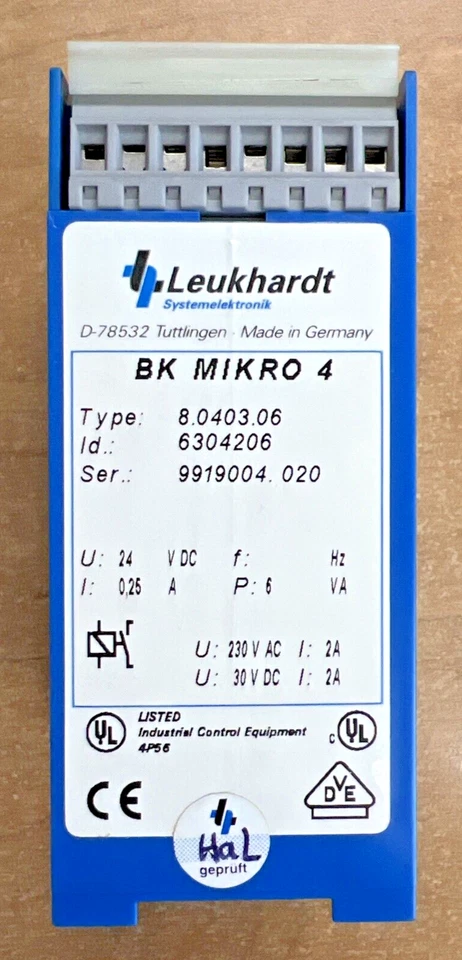 Leukhardt
Systemelektronik
D-78532 Tuttlingen · Made in Germany
BK MIKRO 4
Type: 8.0403.06
Id.: 6304206
Ser.: 9919004.020
U: 24 V DC f: Hz
I: 0,25 A P: 6 VA
U: 230 V AC I: 2A
U: 30 V DC I: 2A
UL LISTED
Industrial Control Equipment
4P56
c UL
CE
DVE
HaL
geprüft